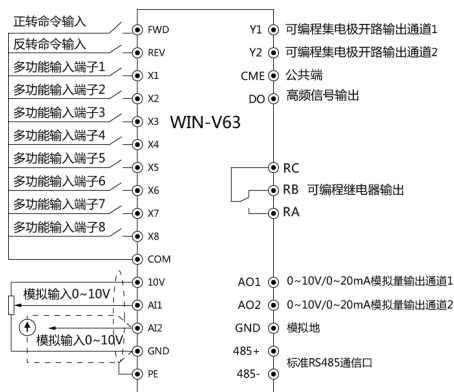 正转命令输入 FWD Y1 可编程集电极开路输出通道1
反转命令输入 REV Y2 可编程集电极开路输出通道2
多功能输入端子1 X1 CME 公共端
多功能输入端子2 X2 DO 高频信号输出
多功能输入端子3 X3 WIN-V63
多功能输入端子4 X4
多功能输入端子5 X5 RC
多功能输入端子6 X6 RB 可编程继电器输出
多功能输入端子7 X7 RA
多功能输入端子8 X8
COM
10V AO1 0~10V/0~20mA模拟量输出通道1
模拟输入0~10V AI1 AO2 0~10V/0~20mA模拟量输出通道2
AI2 GND 模拟地
模拟输入0~10V GND 485+
标准RS485通信口
PE 485-